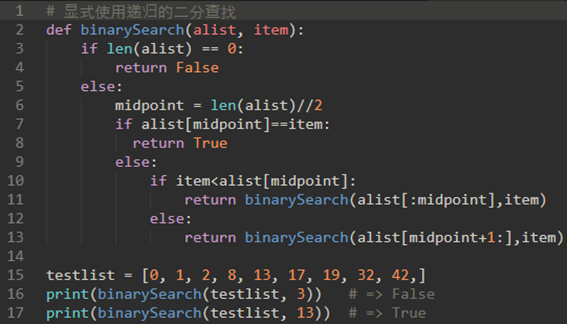 1 # 显式使用递归的二分查找
2 def binarySearch(alist, item):
3     if len(alist) == 0:
4         return False
5     else:
6         midpoint = len(alist)//2
7         if alist[midpoint]==item:
8           return True
9         else:
10             if item<alist[midpoint]:
11                 return binarySearch(alist[:midpoint],item)
12             else:
13                 return binarySearch(alist[midpoint+1:],item)
14
15 testlist = [0, 1, 2, 8, 13, 17, 19, 32, 42,]
16 print(binarySearch(testlist, 3))   # => False
17 print(binarySearch(testlist, 13))  # => True